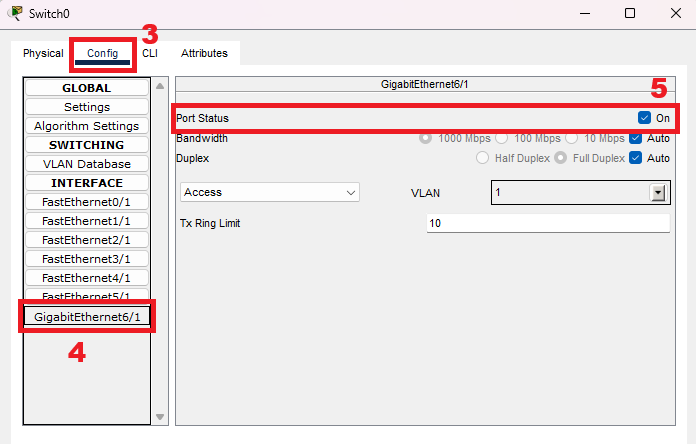 Switch0
3
Physical
Config
CLI
Attributes
GLOBAL
Settings
Algorithm Settings
SWITCHING
VLAN Database
INTERFACE
FastEthernet0/1
FastEthernet1/1
FastEthernet2/1
FastEthernet3/1
FastEthernet4/1
FastEthernet5/1
GigabitEthernet6/1
4
GigabitEthernet6/1
5
Port Status On
Bandwidth 1000 Mbps 100 Mbps 10 Mbps Auto
Duplex Half Duplex Full Duplex Auto
Access VLAN 1
Tx Ring Limit 10